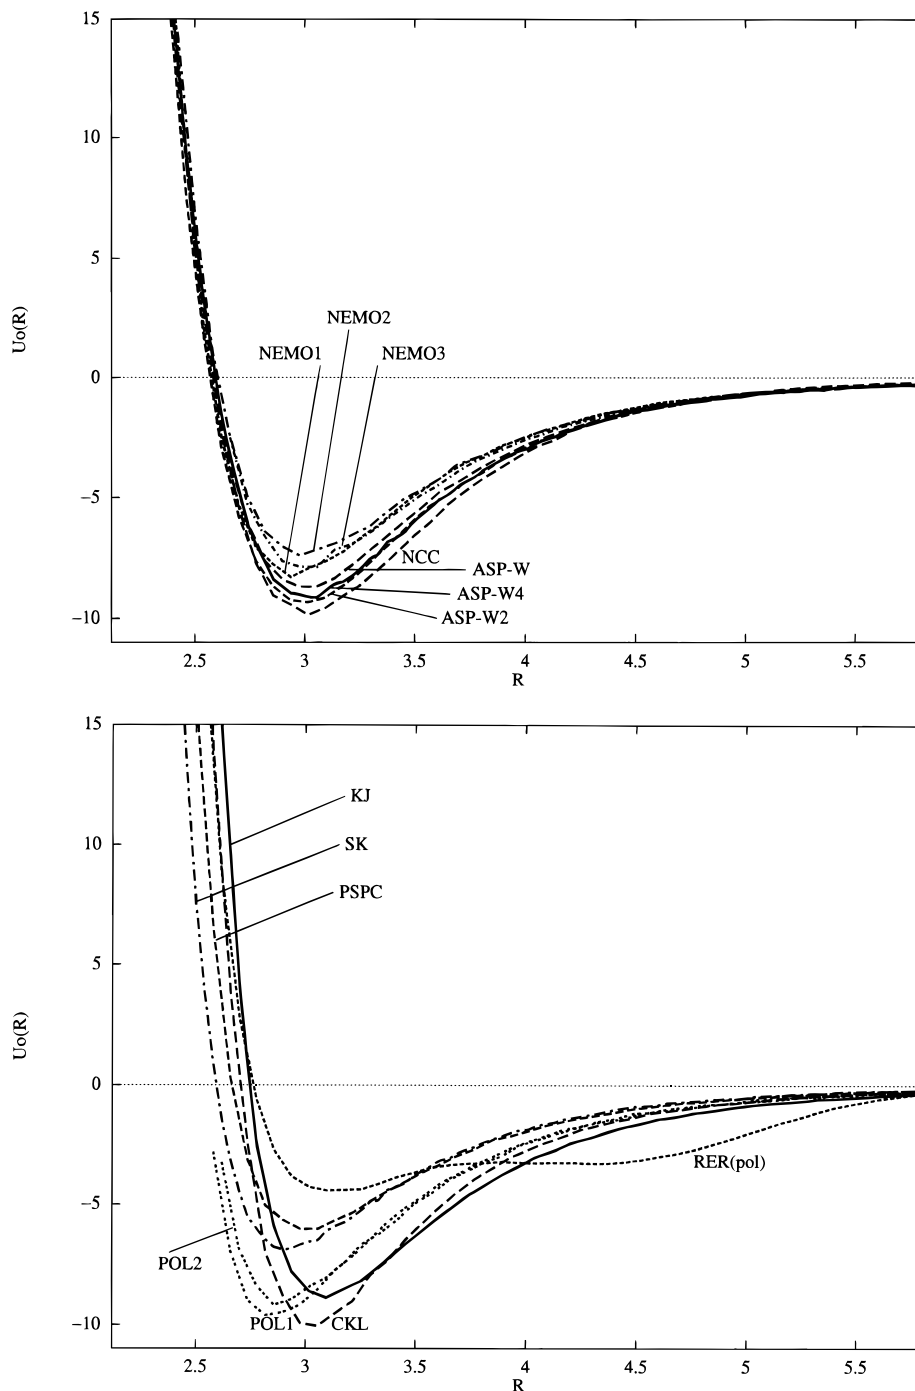 15
10
5
Uo(R)
NEMO2
NEMO1
NEMO3
0
−5
NCC
ASP-W
ASP-W4
ASP-W2
−10
2.5 3 3.5 4 4.5 5 5.5
R
15
KJ
10
SK
PSPC
5
Uo(R)
0
RER(pol)
−5
POL2
POL1
CKL
−10
2.5 3 3.5 4 4.5 5 5.5
R